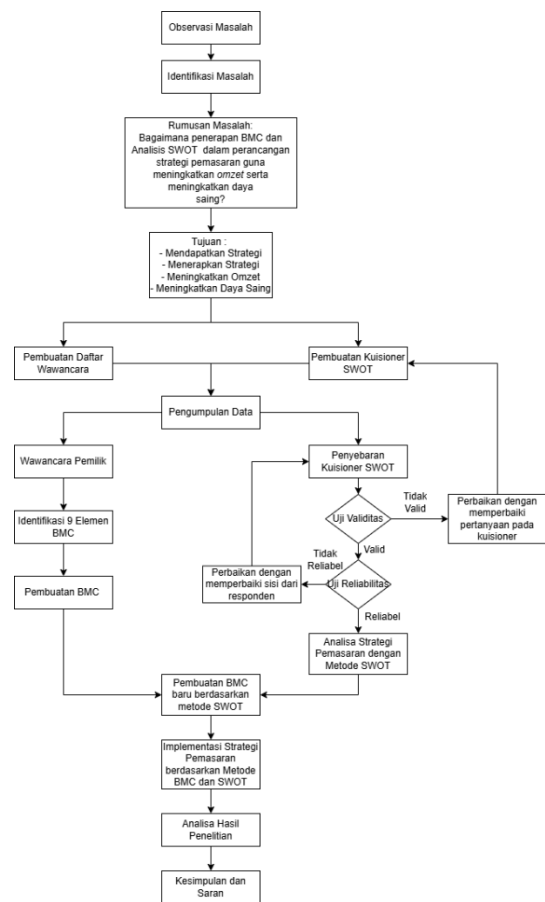 Observasi Masalah
Identifikasi Masalah
Rumusan Masalah:
Bagaimana penerapan BMC dan
Analisis SWOT dalam perancangan
strategi pemasaran guna
meningkatkan omzet serta
meningkatkan daya
saing?
Tujuan :
- Mendapatkan Strategi
- Menerapkan Strategi
- Meningkatkan Omzet
- Meningkatkan Daya Saing
Pembuatan Daftar
Wawancara
Pembuatan Kuisioner
SWOT
Pengumpulan Data
Wawancara Pemilik
Penyebaran
Kuisioner SWOT
Identifikasi 9 Elemen
BMC
Uji Validitas
Tidak
Valid
Perbaikan dengan
memperbaiki
pertanyaan pada
kuisioner
Valid
Pembuatan BMC
Perbaikan dengan
memperbaiki sisi dari
responden
Tidak
Reliabel
Uji Reliabilitas
Reliabel
Analisa Strategi
Pemasaran dengan
Metode SWOT
Pembuatan BMC
baru berdasarkan
metode SWOT
Implementasi Strategi
Pemasaran
berdasarkan Metode
BMC dan SWOT
Analisa Hasil
Penelitian
Kesimpulan dan
Saran